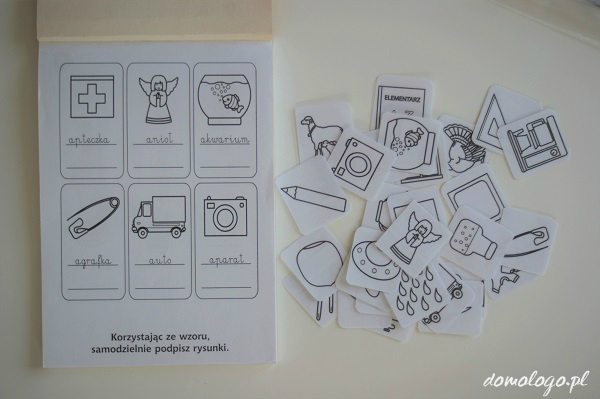 apteczka
anioł
akwarium
agrafka
auto
aparat
Korzystając ze wzoru,
samodzielnie podpisz rysunki.
ELEMENTARZ
domologo.pl